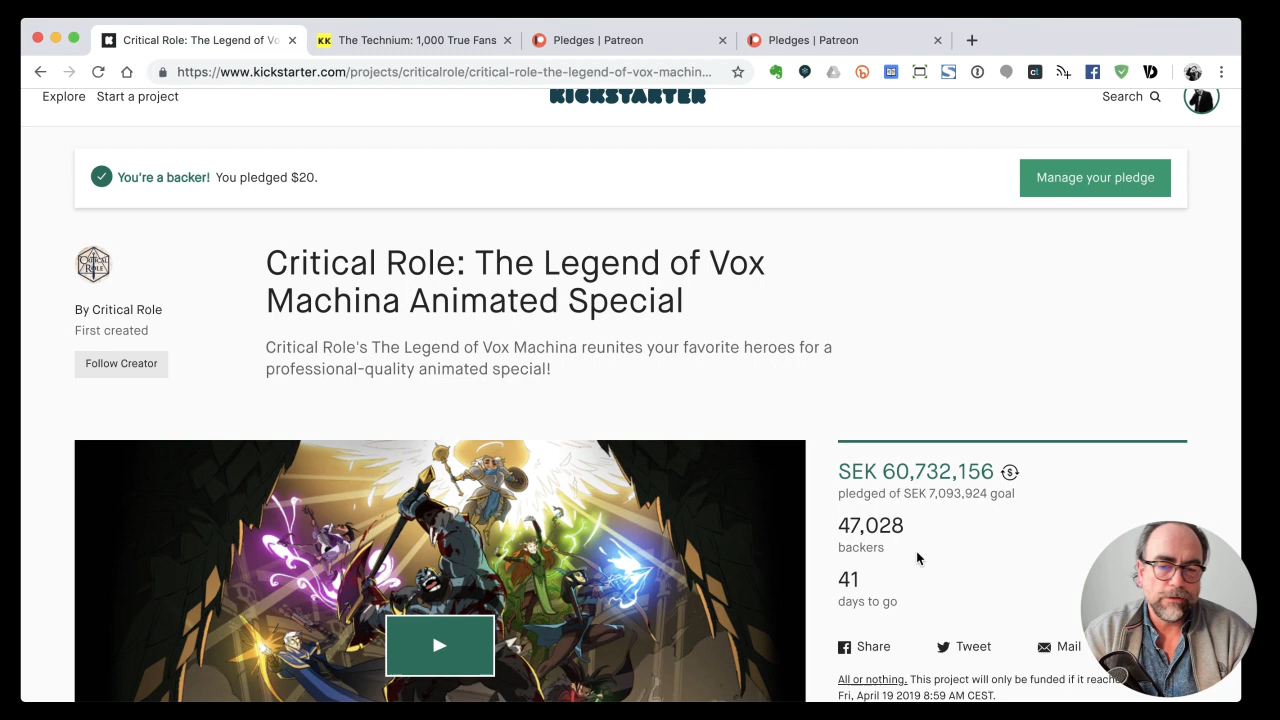 Critical Role: The Legend of Vo
The Technium: 1,000 True Fans
Pledges | Patreon
Pledges | Patreon
https://www.kickstarter.com/projects/criticalrole/critical-role-the-legend-of-vox-machin...
Explore Start a project
KICKSTARTER
Search
You're a backer! You pledged $20.
Manage your pledge
CRITICAL
ROLE
By Critical Role
First created
Follow Creator
Critical Role: The Legend of Vox
Machina Animated Special
Critical Role's The Legend of Vox Machina reunites your favorite heroes for a
professional-quality animated special!
SEK 60,732,156
pledged of SEK 7,093,924 goal
47,028
backers
41
days to go
Share Tweet Mail
All or nothing. This project will only be funded if it reach
Fri, April 19 2019 8:59 AM CEST.